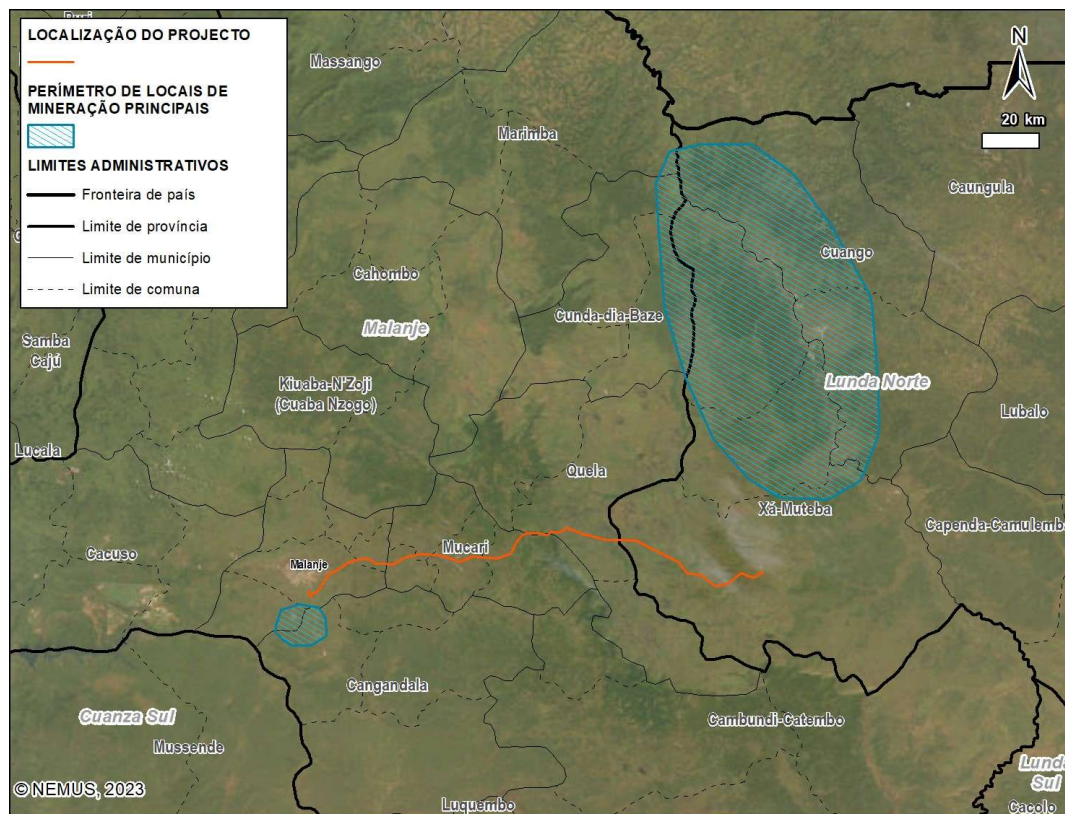 LOCALIZAÇÃO DO PROJECTO
PERÍMETRO DE LOCAIS DE
MINERAÇÃO PRINCIPAIS
LIMITES ADMINISTRATIVOS
Fronteira de país
Limite de província
Limite de município
Limite de comuna
N
20 km
Massango
Marimba
Caungula
Cuango
Cahombo
Cunda-dia-Baze
Malanje
Samba
Cajú
Kiuaba-N'Zoji
(Cuaba Nzogo)
Lunda Norte
Lubalo
Lucala
Quela
Xá-Muteba
Capenda-Camulemb
Cacuso
Mucari
Malanje
Cangandala
Cuanza Sul
Cambundi-Catembo
Mussende
Lunda
Sul
© NEMUS, 2023
Luquembo
Cacolo